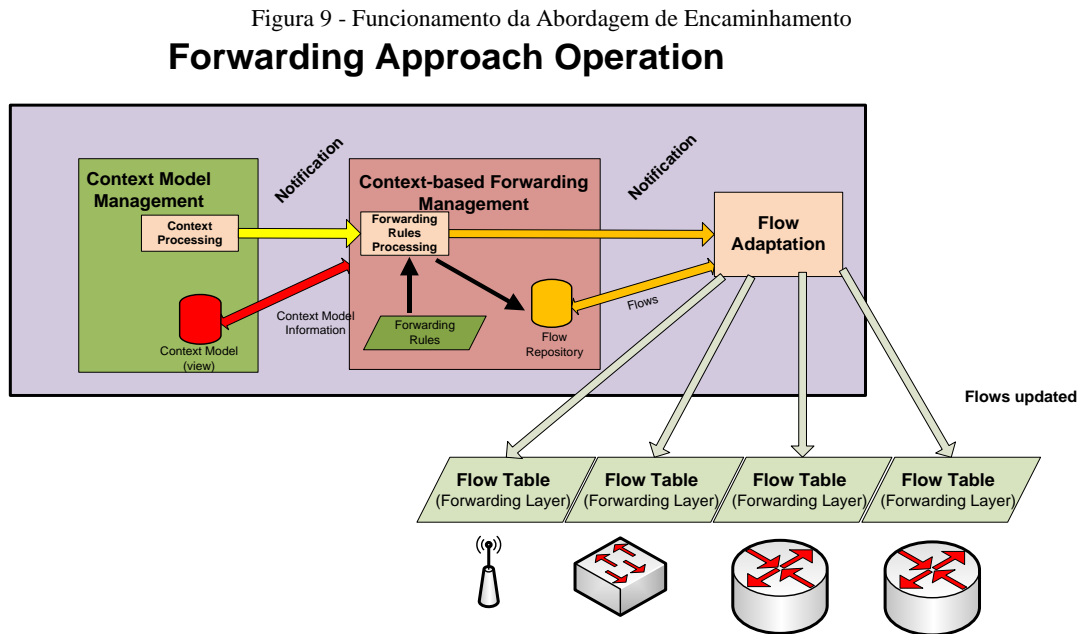 Figura 9 - Funcionamento da Abordagem de Encaminhamento
Forwarding Approach Operation
Notification
Notification
Context Model
Management
Context
Processing
Context Model
(view)
Context Model
Information
Context-based Forwarding
Management
Forwarding
Rules
Processing
Forwarding
Rules
Flow
Repository
Flows
Flow
Adaptation
Flows updated
Flow Table
(Forwarding Layer)
Flow Table
(Forwarding Layer)
Flow Table
(Forwarding Layer)
Flow Table
(Forwarding Layer)